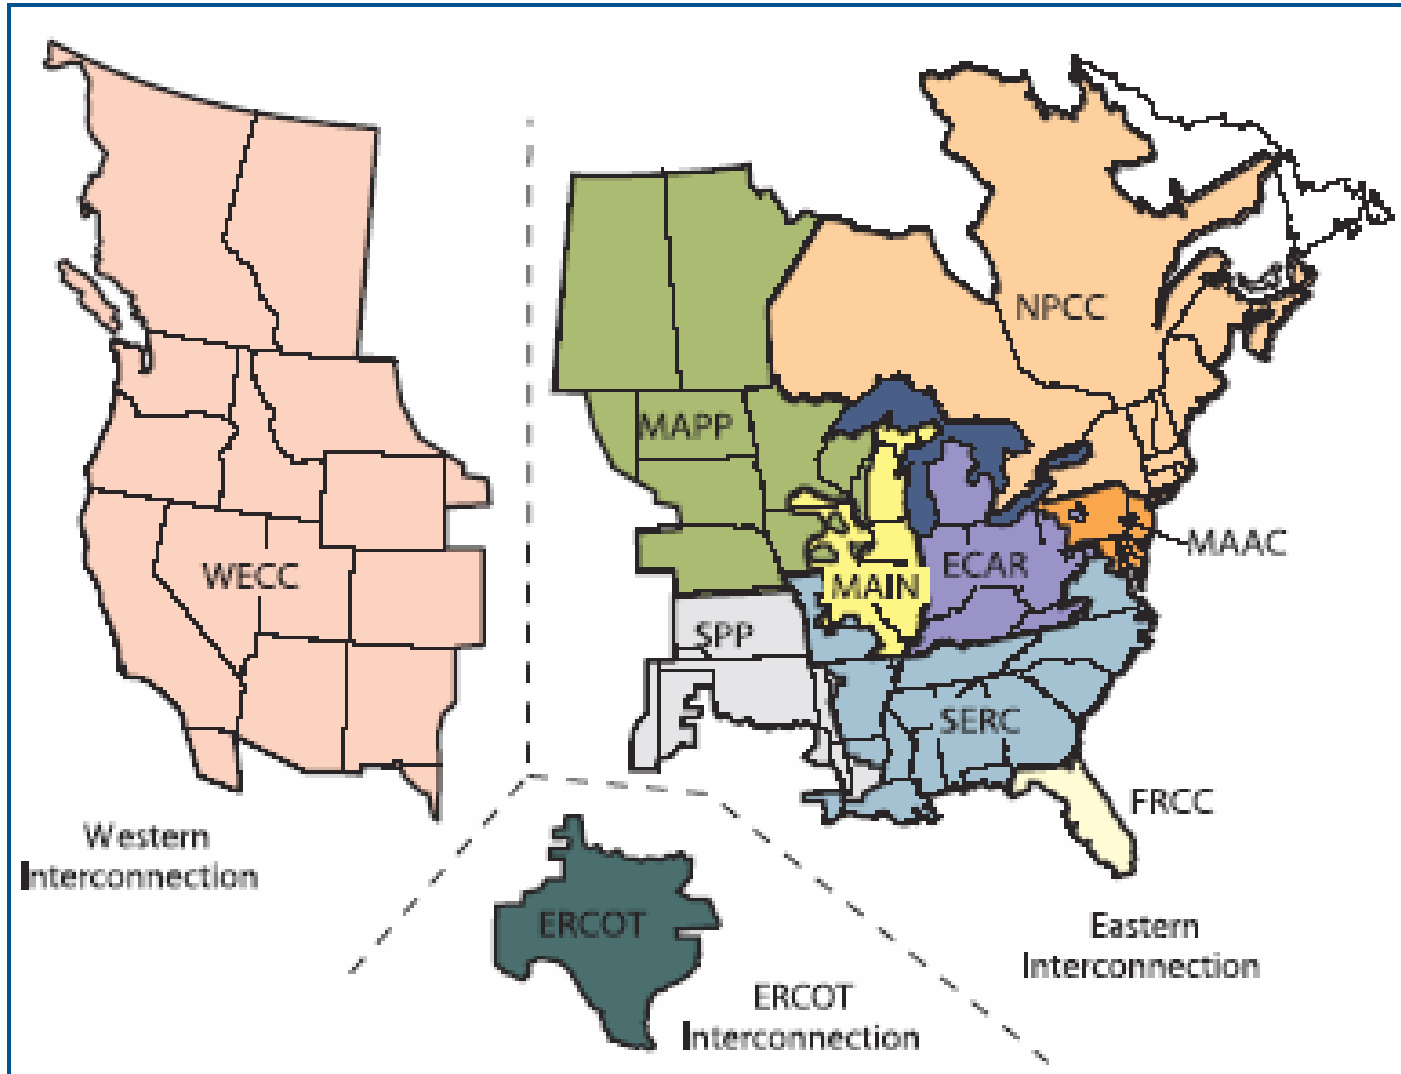 NPCC
MAPP
MAAC
WECC
MAIN
ECAR
SPP
SERC
FRCC
Western
Interconnection
ERCOT
Eastern
Interconnection
ERCOT
Interconnection